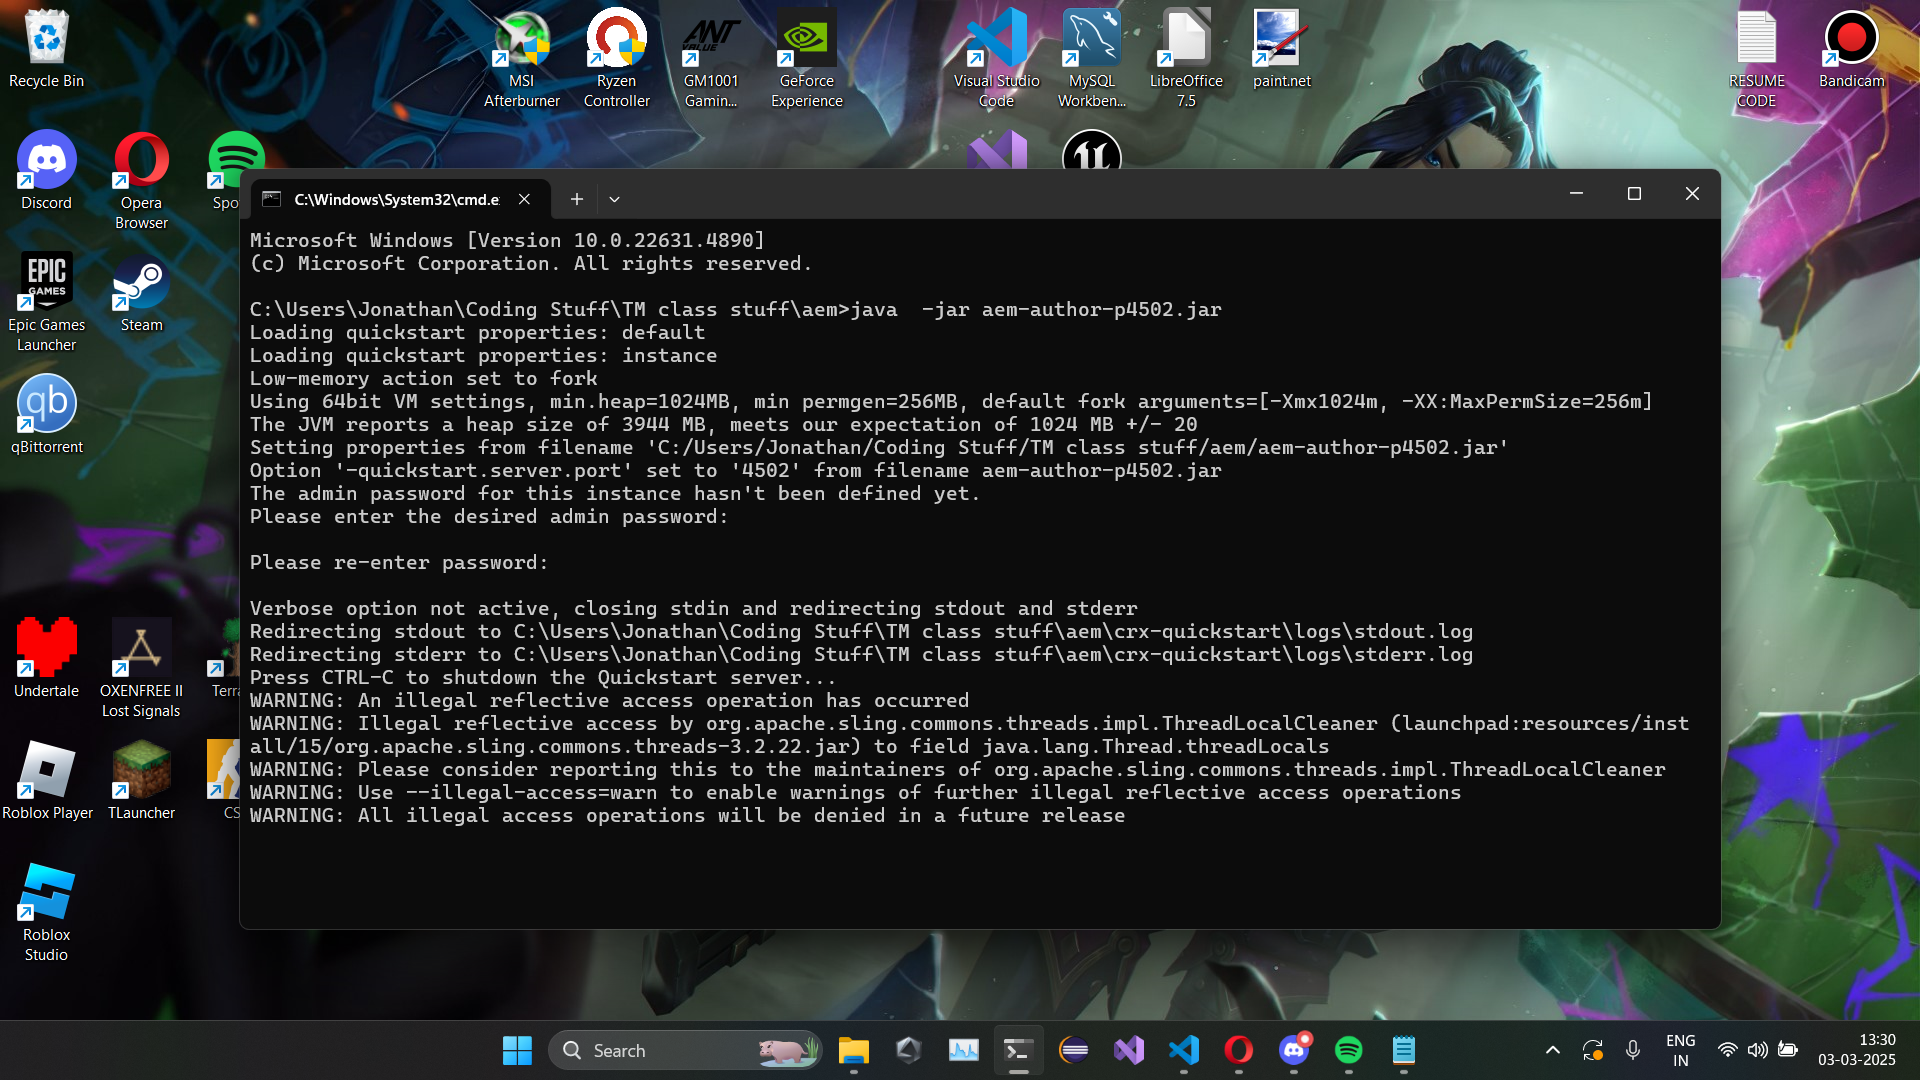 Recycle Bin
MSI
Afterburner
Ryzen
Controller
ANT
VALUE
GM1001
Gamin...
GeForce
Experience
Visual Studio
Code
MySQL
Workben...
LibreOffice
7.5
paint.net
RESUME
CODE
Bandicam
Discord
Opera
Browser
Spo
EPIC
GAMES
Epic Games
Launcher
Steam
qb
qBittorrent
Undertale
OXENFREE II
Lost Signals
Terra
Roblox Player
TLauncher
CS
Roblox
Studio
C:\Windows\System32\cmd.e
Microsoft Windows [Version 10.0.22631.4890]
(c) Microsoft Corporation. All rights reserved.
C:\Users\Jonathan\Coding Stuff\TM class stuff\aem>java  -jar aem-author-p4502.jar
Loading quickstart properties: default
Loading quickstart properties: instance
Low-memory action set to fork
Using 64bit VM settings, min.heap=1024MB, min permgen=256MB, default fork arguments=[-Xmx1024m, -XX:MaxPermSize=256m]
The JVM reports a heap size of 3944 MB, meets our expectation of 1024 MB +/- 20
Setting properties from filename 'C:/Users/Jonathan/Coding Stuff/TM class stuff/aem/aem-author-p4502.jar'
Option '-quickstart.server.port' set to '4502' from filename aem-author-p4502.jar
The admin password for this instance hasn't been defined yet.
Please enter the desired admin password:
Please re-enter password:
Verbose option not active, closing stdin and redirecting stdout and stderr
Redirecting stdout to C:\Users\Jonathan\Coding Stuff\TM class stuff\aem\crx-quickstart\logs\stdout.log
Redirecting stderr to C:\Users\Jonathan\Coding Stuff\TM class stuff\aem\crx-quickstart\logs\stderr.log
Press CTRL-C to shutdown the Quickstart server...
WARNING: An illegal reflective access operation has occurred
WARNING: Illegal reflective access by org.apache.sling.commons.threads.impl.ThreadLocalCleaner (launchpad:resources/inst
all/15/org.apache.sling.commons.threads-3.2.22.jar) to field java.lang.Thread.threadLocals
WARNING: Please consider reporting this to the maintainers of org.apache.sling.commons.threads.impl.ThreadLocalCleaner
WARNING: Use --illegal-access=warn to enable warnings of further illegal reflective access operations
WARNING: All illegal access operations will be denied in a future release
Search
ENG
IN
13:30
03-03-2025